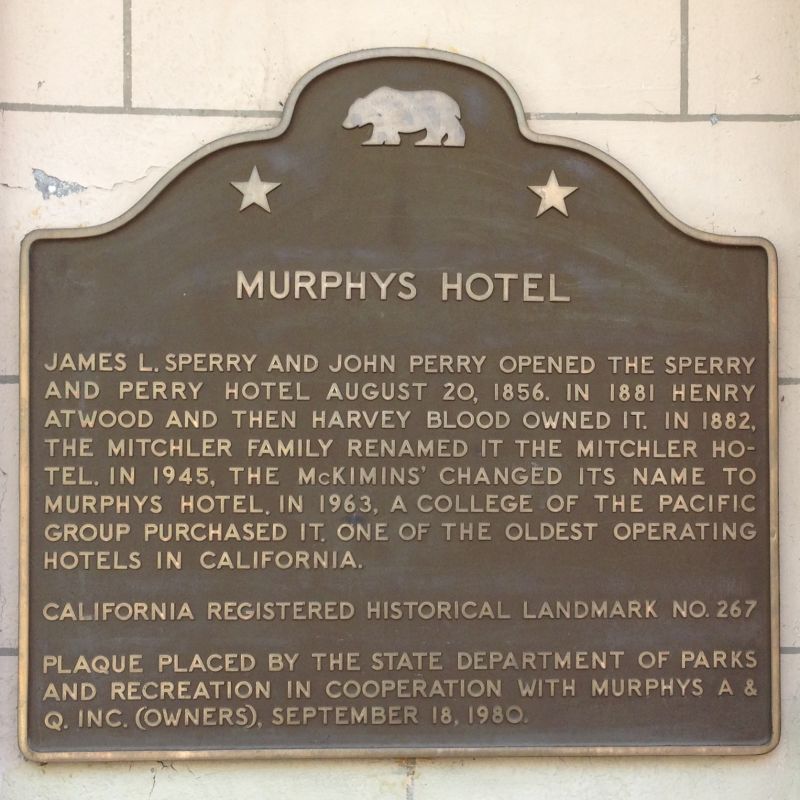 MURPHYS HOTEL
JAMES L. SPERRY AND JOHN PERRY OPENED THE SPERRY
AND PERRY HOTEL AUGUST 20, 1856. IN 1881 HENRY
ATWOOD AND THEN HARVEY BLOOD OWNED IT. IN 1882,
THE MITCHLER FAMILY RENAMED IT THE MITCHLER HO-
TEL. IN 1945, THE McKIMINS' CHANGED ITS NAME TO
MURPHYS HOTEL. IN 1963, A COLLEGE OF THE PACIFIC
GROUP PURCHASED IT. ONE OF THE OLDEST OPERATING
HOTELS IN CALIFORNIA.
CALIFORNIA REGISTERED HISTORICAL LANDMARK NO. 267
PLAQUE PLACED BY THE STATE DEPARTMENT OF PARKS
AND RECREATION IN COOPERATION WITH MURPHYS A &
Q. INC. (OWNERS), SEPTEMBER 18, 1980.